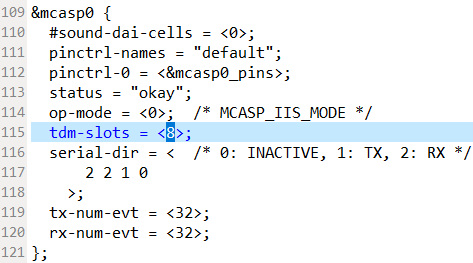 109 &mcasp0 {
110   #sound-dai-cells = <0>;
111   pinctrl-names = "default";
112   pinctrl-0 = <&mcasp0_pins>;
113   status = "okay";
114   op-mode = <0>;  /* MCASP_IIS_MODE */
115   tdm-slots = <8>;
116   serial-dir = <  /* 0: INACTIVE, 1: TX, 2: RX */
117       2 2 1 0
118     >;
119   tx-num-evt = <32>;
120   rx-num-evt = <32>;
121 };